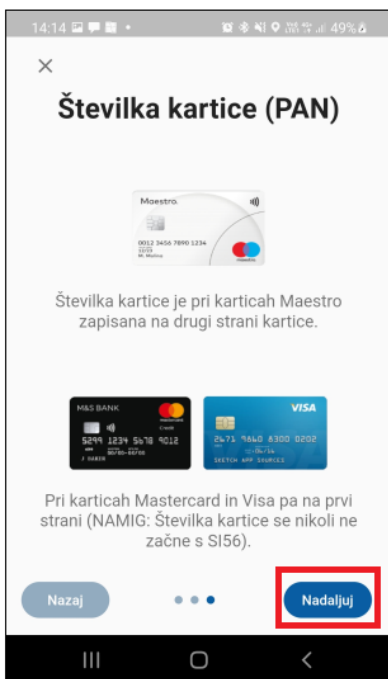 14:14
49%
Številka kartice (PAN)
Maestro
0012 3456 7890 1234
Številka kartice je pri karticah Maestro
zapisana na drugi strani kartice.
M&S BANK
Credit
5299 1234 5678 9012
VISA
2671 9860 8300 0202
SKETCH APP SOURCES
Pri karticah Mastercard in Visa pa na prvi
strani (NAMIG: Številka kartice se nikoli ne
začne s SI56).
Nazaj
Nadaljuj